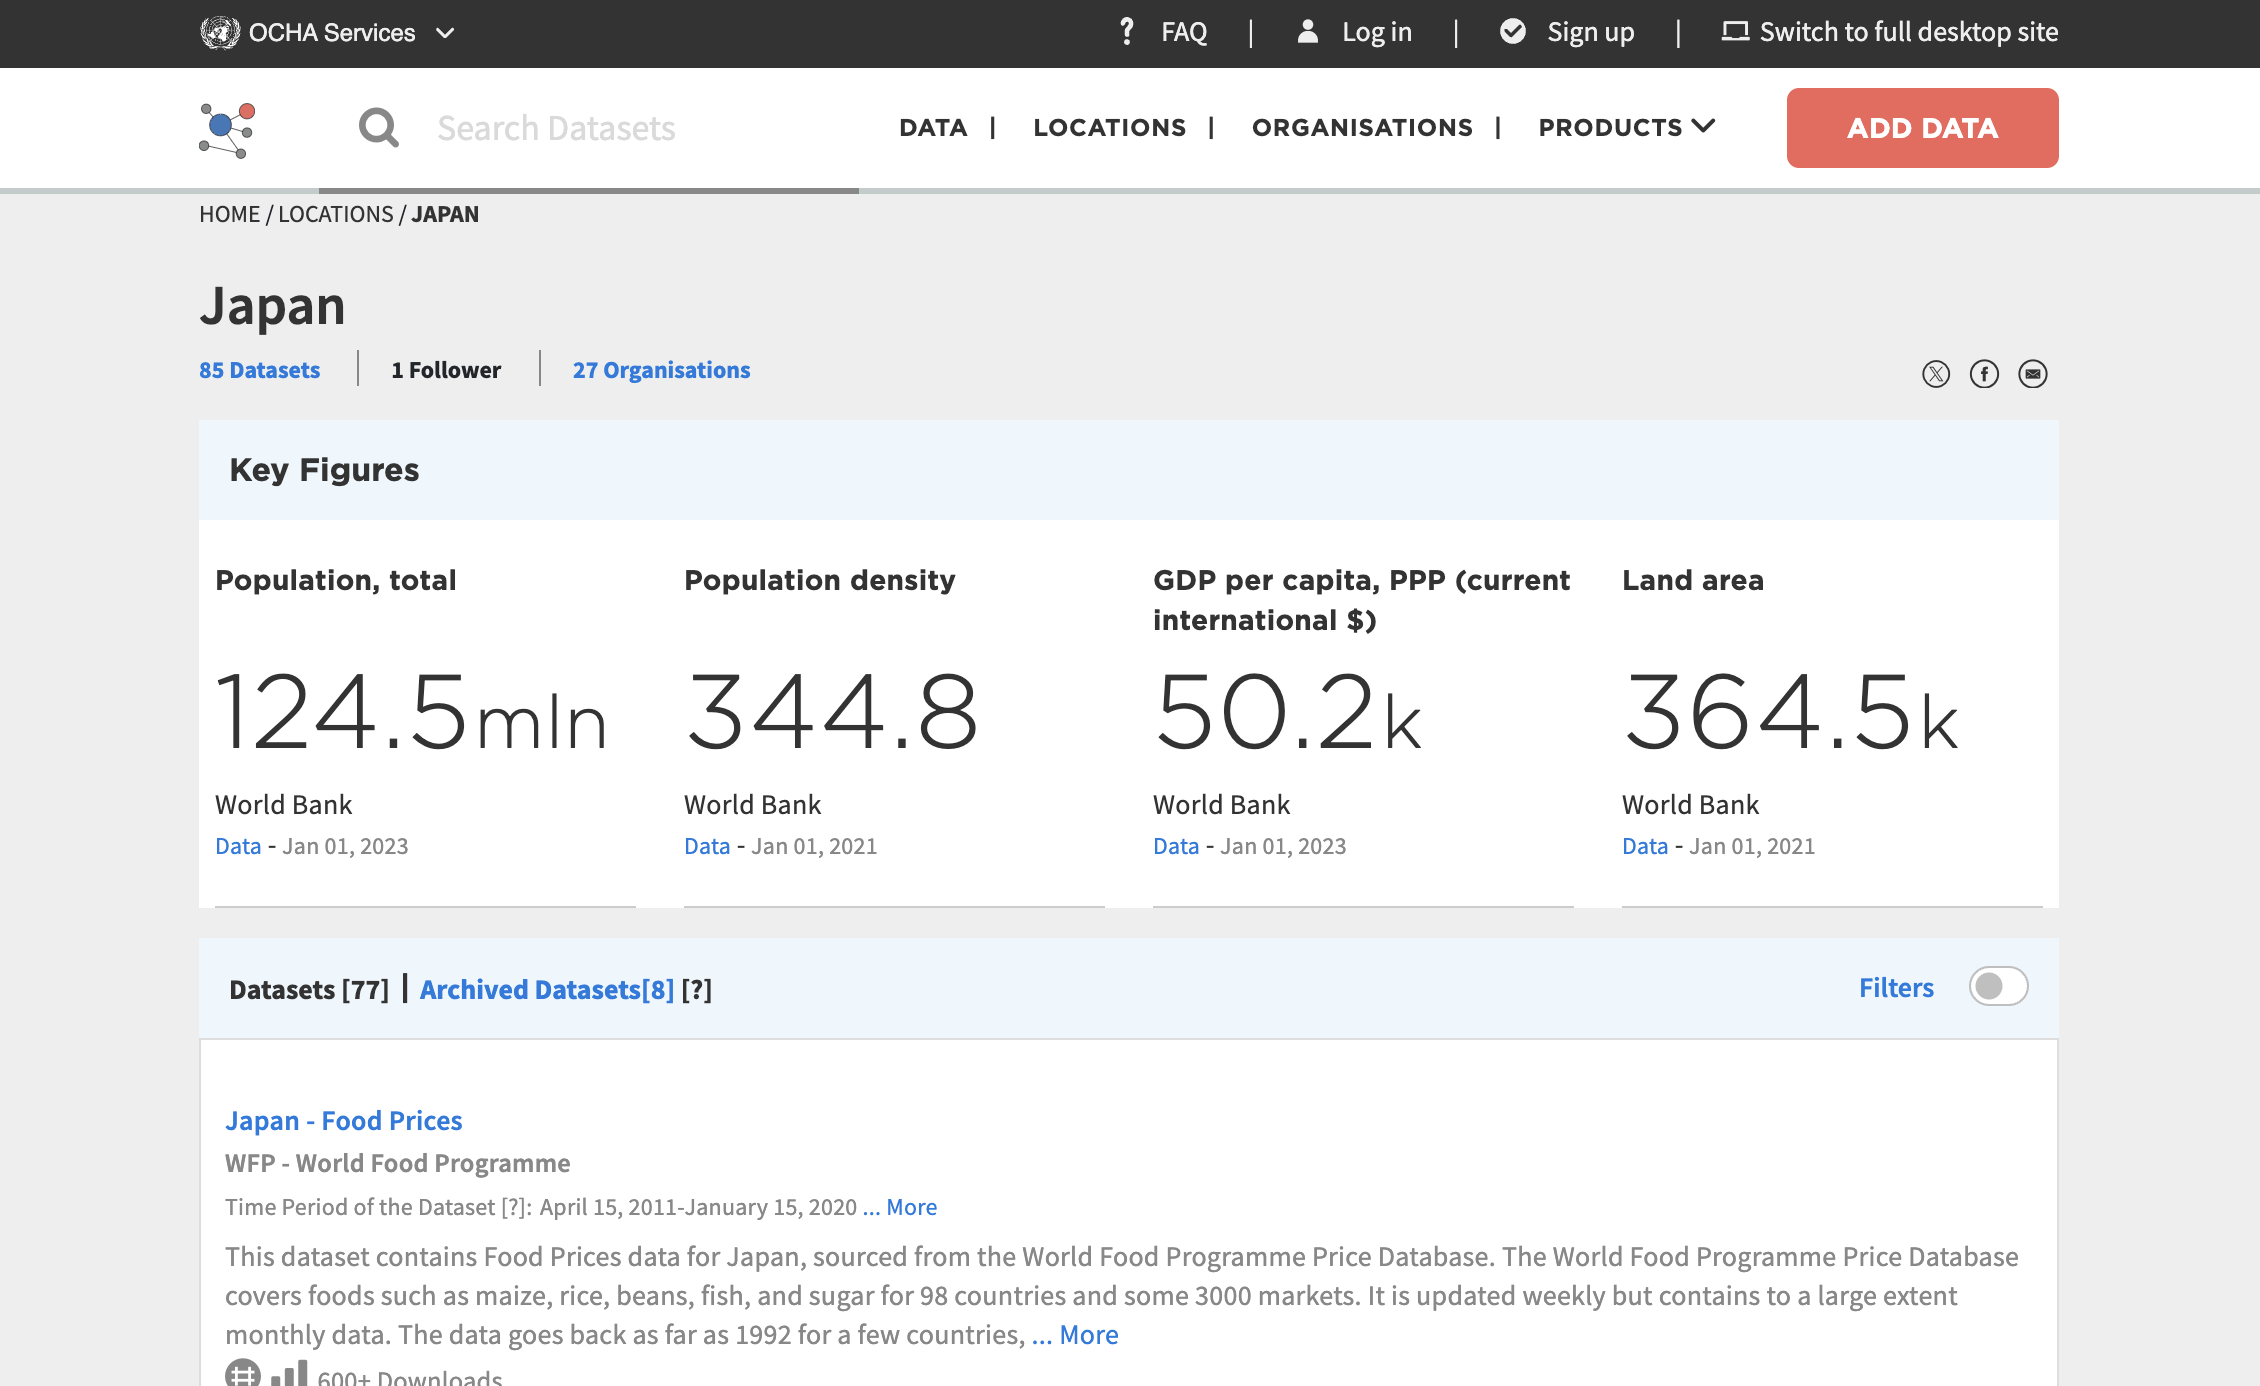 OCHA Services
? FAQ | Log in | Sign up | Switch to full desktop site
Search Datasets
DATA | LOCATIONS | ORGANISATIONS | PRODUCTS
ADD DATA
HOME / LOCATIONS / JAPAN
Japan
85 Datasets | 1 Follower | 27 Organisations
Key Figures
Population, total
124.5mln
World Bank
Data - Jan 01, 2023
Population density
344.8
World Bank
Data - Jan 01, 2021
GDP per capita, PPP (current
international $)
50.2k
World Bank
Data - Jan 01, 2023
Land area
364.5k
World Bank
Data - Jan 01, 2021
Datasets [77] | Archived Datasets[8] [?]
Filters
Japan - Food Prices
WFP - World Food Programme
Time Period of the Dataset [?]: April 15, 2011-January 15, 2020 ... More
This dataset contains Food Prices data for Japan, sourced from the World Food Programme Price Database. The World Food Programme Price Database
covers foods such as maize, rice, beans, fish, and sugar for 98 countries and some 3000 markets. It is updated weekly but contains to a large extent
monthly data. The data goes back as far as 1992 for a few countries, ... More
600+ Downloads